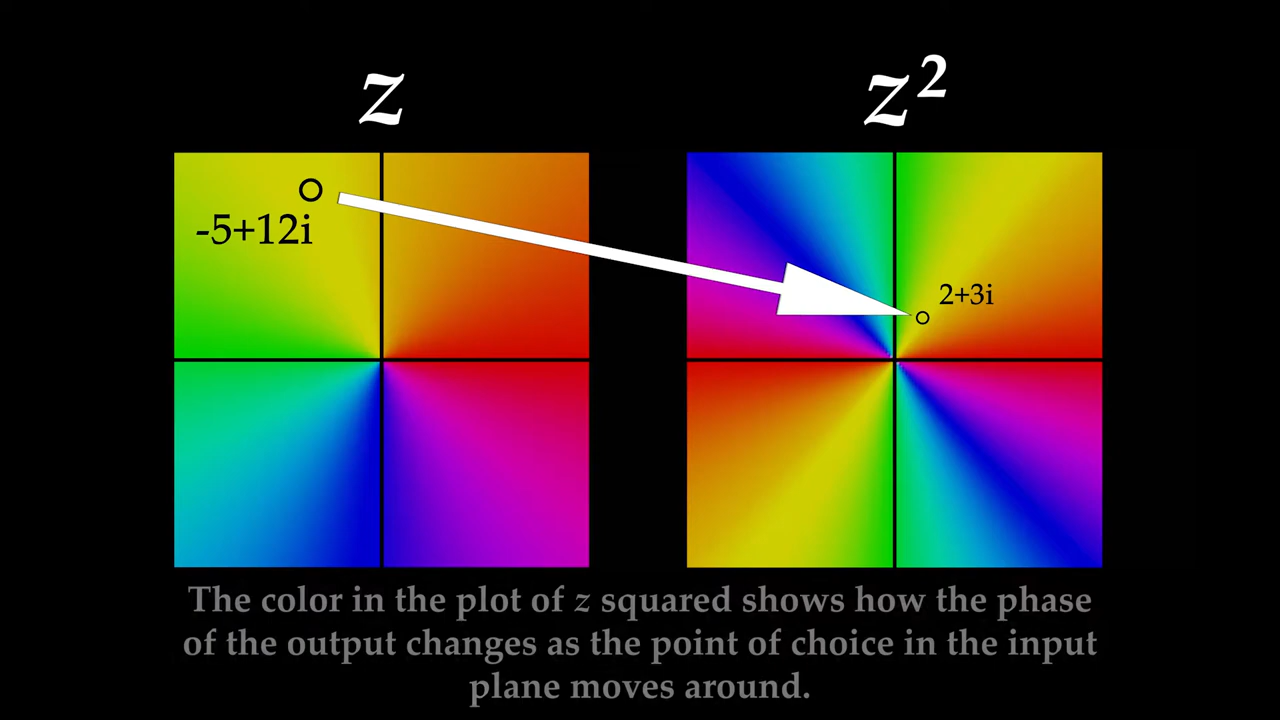 z
z²
-5+12i
2+3i
The color in the plot of z squared shows how the phase
of the output changes as the point of choice in the input
plane moves around.